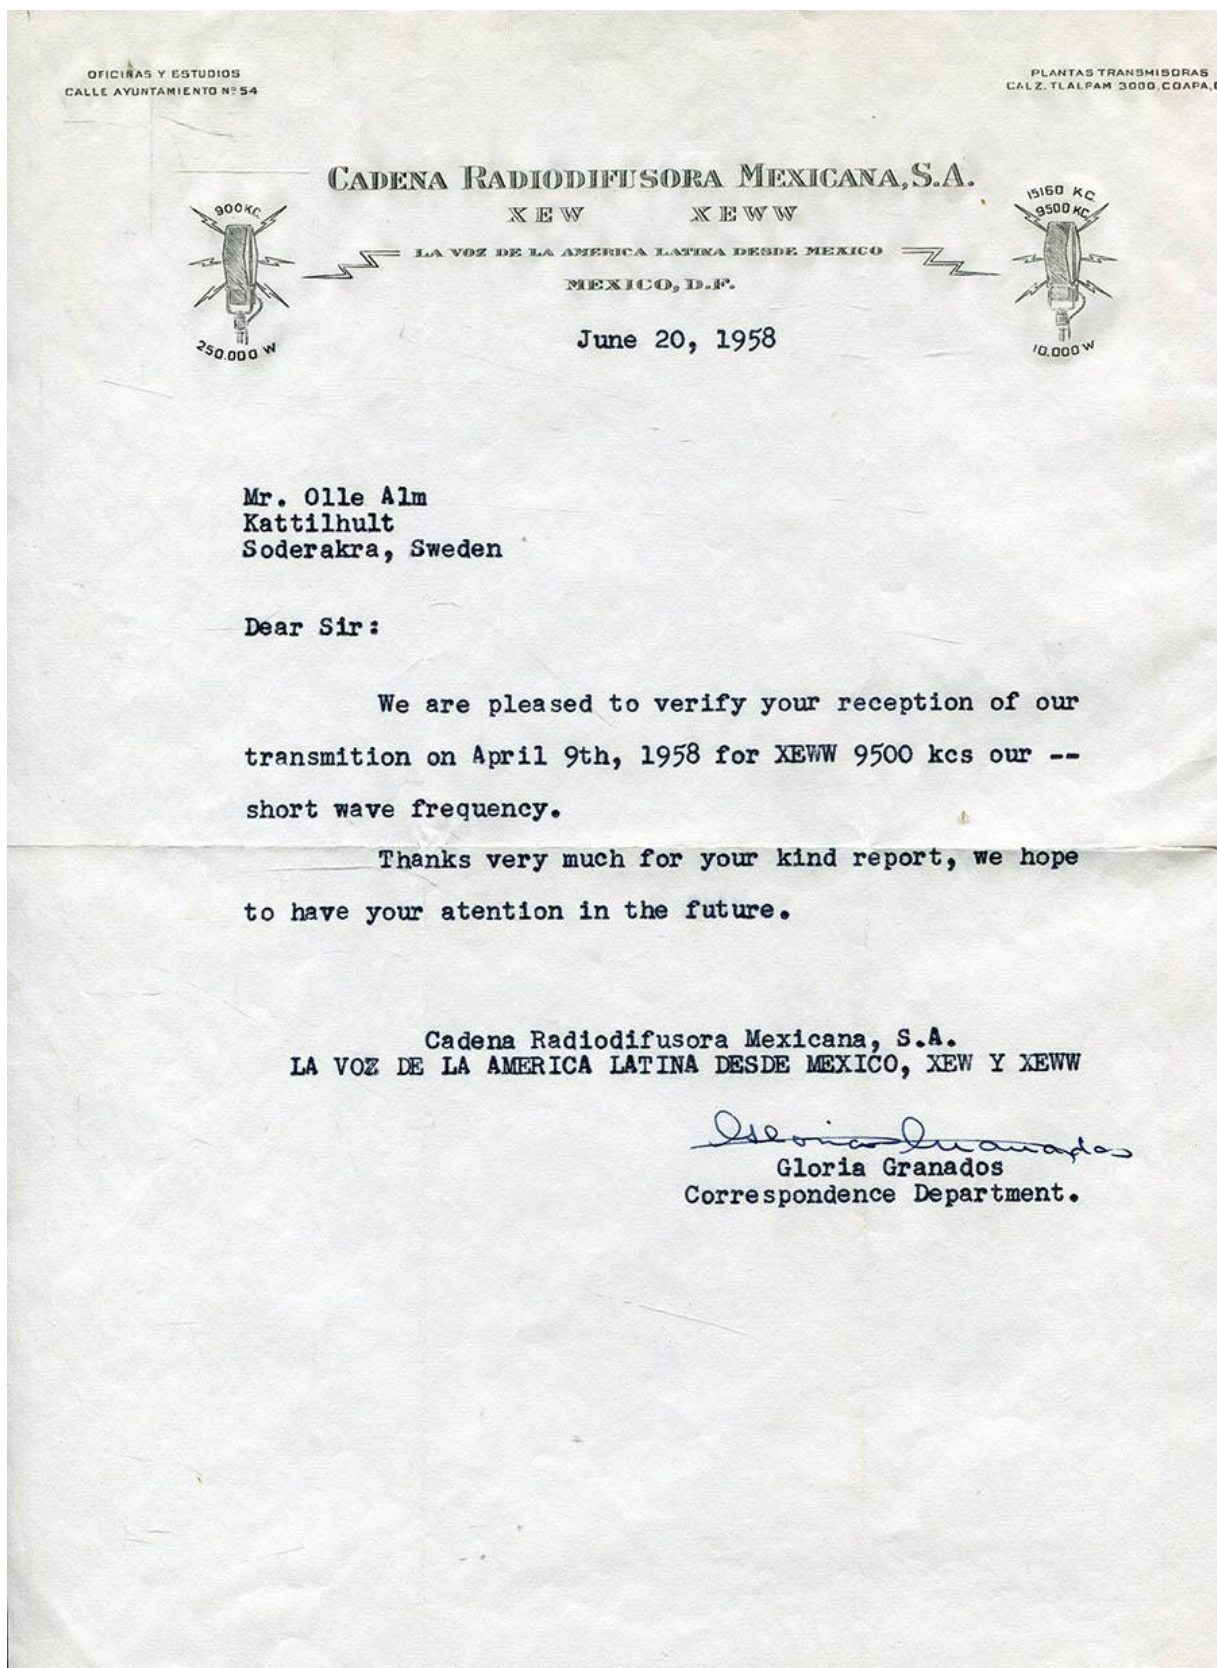 OFICINAS Y ESTUDIOS
CALLE AYUNTAMIENTO Nº 54
PLANTAS TRANSMISORAS
CALZ. TLALPAM 3000, COAPA,
CADENA RADIODIFUSORA MEXICANA, S.A.
XEW XEWW
LA VOZ DE LA AMERICA LATINA DESDE MEXICO
MEXICO, D.F.
900 KC.
250.000 W
15160 KC.
9500 KC.
10.000 W
June 20, 1958
Mr. Olle Alm
Kattilhult
Soderakra, Sweden
Dear Sir:
We are pleased to verify your reception of our
transmition on April 9th, 1958 for XEWW 9500 kcs our --
short wave frequency.
Thanks very much for your kind report, we hope
to have your atention in the future.
Cadena Radiodifusora Mexicana, S.A.
LA VOZ DE LA AMERICA LATINA DESDE MEXICO, XEW Y XEWW
Gloria Granados
Gloria Granados
Correspondence Department.